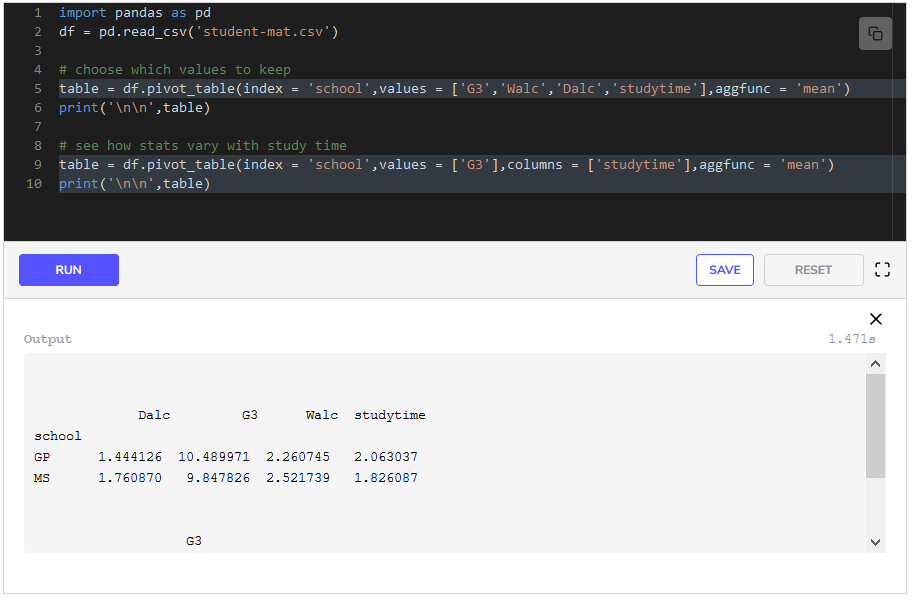 1 import pandas as pd
2 df = pd.read_csv('student-mat.csv')
3
4 # choose which values to keep
5 table = df.pivot_table(index = 'school',values = ['G3','Walc','Dalc','studytime'],aggfunc = 'mean')
6 print('\n\n',table)
7
8 # see how stats vary with study time
9 table = df.pivot_table(index = 'school',values = ['G3'],columns = ['studytime'],aggfunc = 'mean')
10 print('\n\n',table)
RUN SAVE RESET
Output 1.471s
Dalc G3 Walc studytime
school
GP 1.444126 10.489971 2.260745 2.063037
MS 1.760870 9.847826 2.521739 1.826087
G3